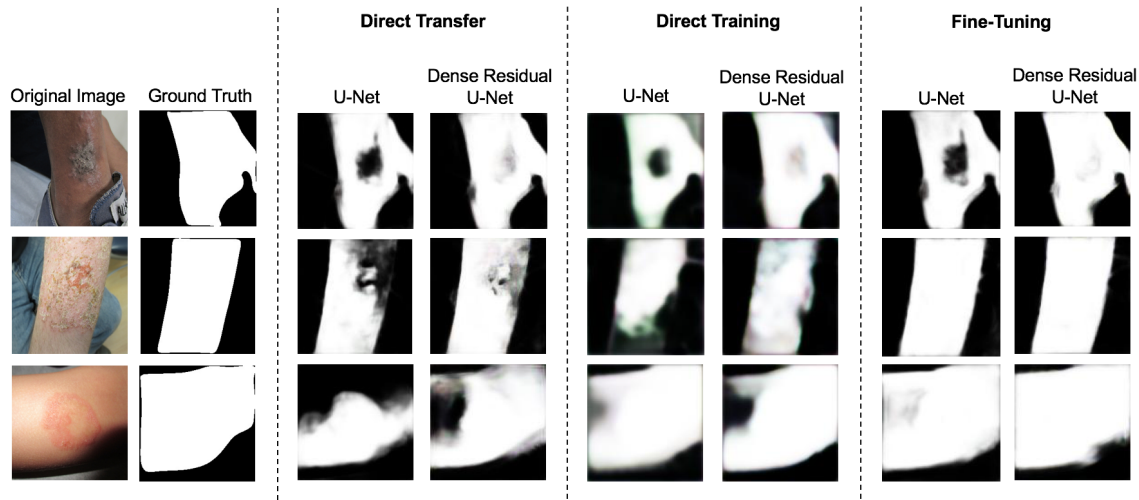 Direct Transfer
Direct Training
Fine-Tuning
Original Image
Ground Truth
U-Net
Dense Residual
U-Net
U-Net
Dense Residual
U-Net
U-Net
Dense Residual
U-Net